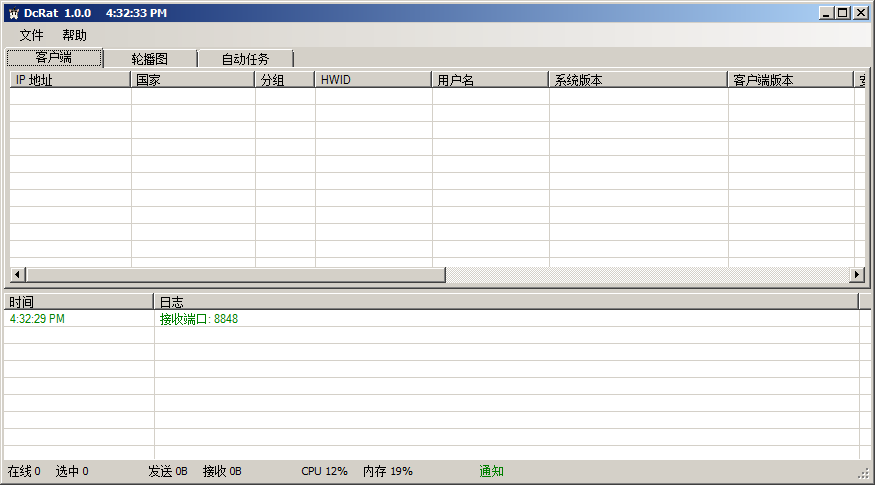 DcRat 1.0.0 4:32:33 PM
文件 帮助
客户端 轮播图 自动任务
IP 地址 国家 分组 HWID 用户名 系统版本 客户端版本
时间 日志
4:32:29 PM 接收端口: 8848
在线 0 选中 0 发送 0B 接收 0B CPU 12% 内存 19% 通知